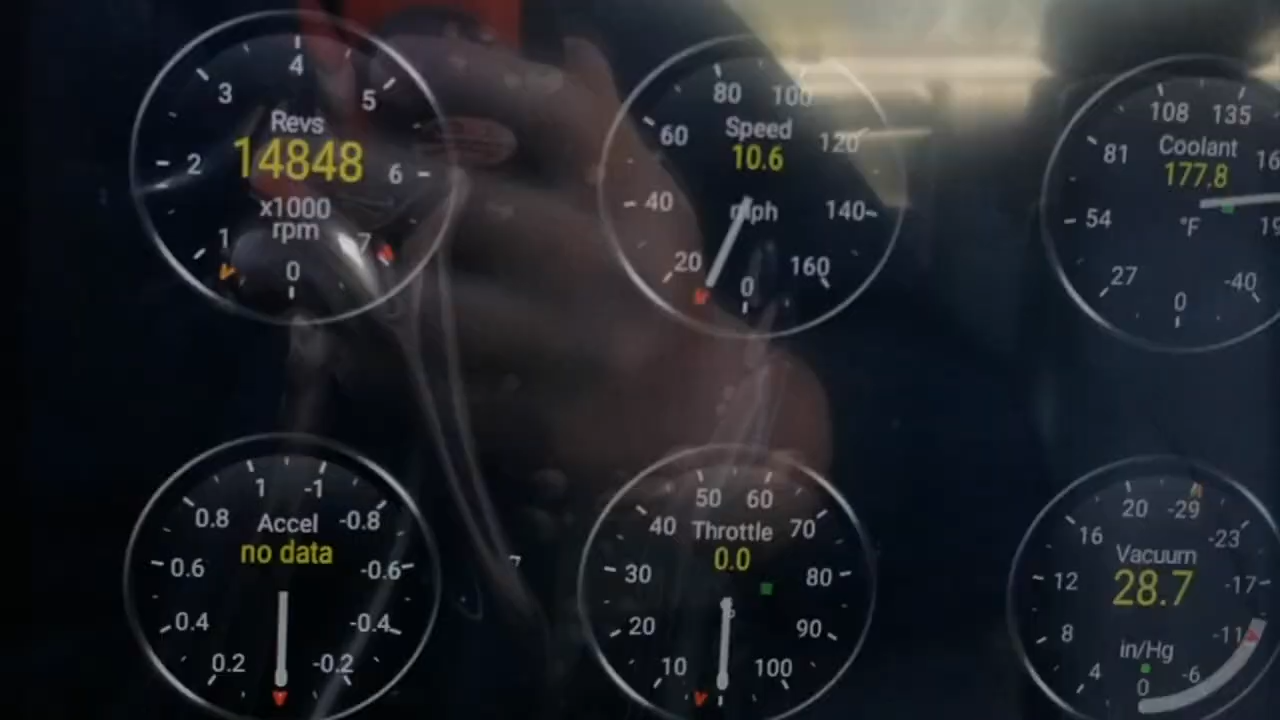 4
3 5
Revs
14848
2 6
x1000
rpm
1 7
0
80 100
60 Speed 120
10.6
40 mph 140
20 160
0
108 135
81 Coolant
177.8
54
°F
27 -40
0
1 -1
0.8 Accel -0.8
no data
0.6 -0.6
0.4 -0.4
0.2 -0.2
50 60
40 Throttle 70
0.0
30 80
%
20 90
10 100
20 -29
16 -23
Vacuum
12 28.7 -17
8 -11
in/Hg
4 -6
0